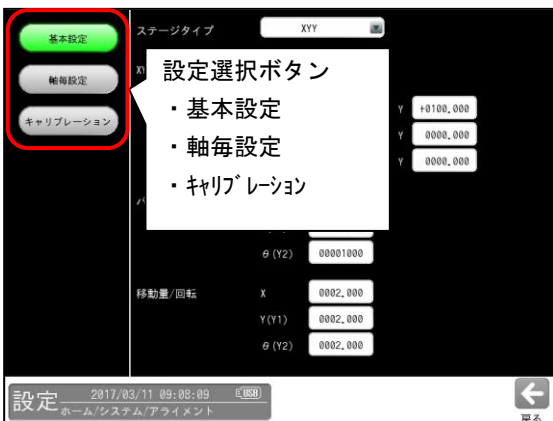 基本設定
軸毎設定
キャリブレーション
ステージタイプ XYY
設定選択ボタン
・基本設定
・軸毎設定
・ｷｬﾘﾌﾞﾚｰｼｮﾝ
Y +0100.000
Y 0000.000
Y 0000.000
θ(Y2) 00001000
移動量/回転 X 0002.000
Y(Y1) 0002.000
θ(Y2) 0002.000
設定 2017/03/11 09:08:09 USB
ホーム/システム/アライメント
戻る